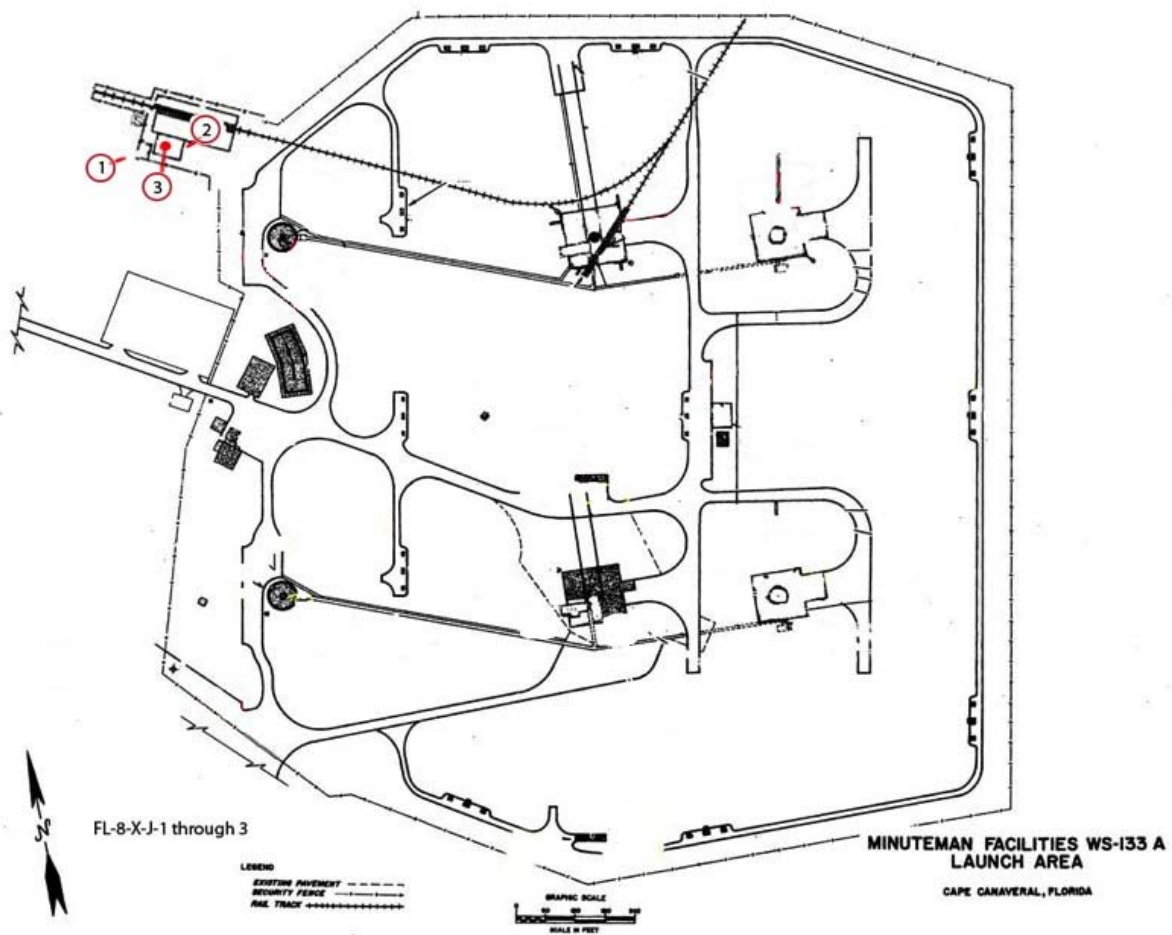 2
1
3
FL-8-X-J-1 through 3
LEGEND
EXISTING PAVEMENT
SECURITY FENCE
RAIL TRACK
GRAPHIC SCALE
SCALE IN FEET
MINUTEMAN FACILITIES WS-133 A
LAUNCH AREA
CAPE CANAVERAL, FLORIDA